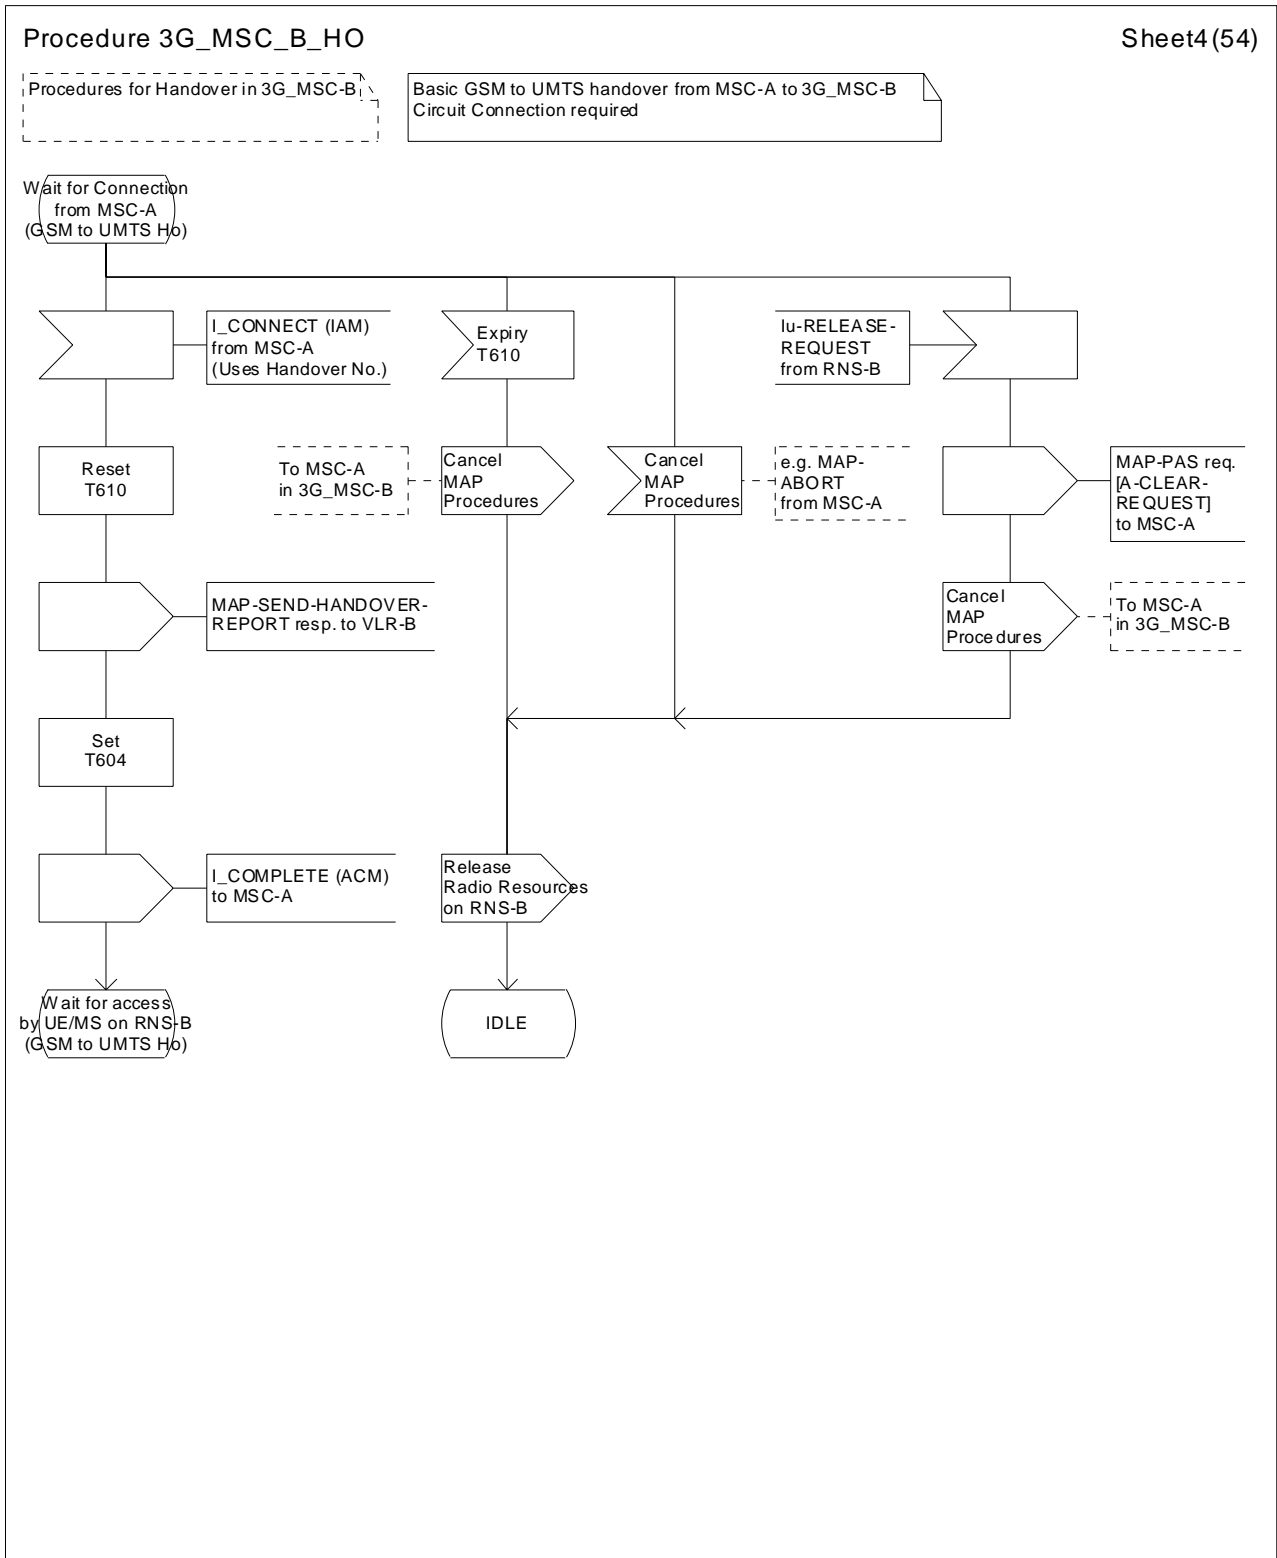 Procedure 3G_MSC_B_HO
Sheet4(54)
Procedures for Handover in 3G_MSC-B
Basic GSM to UMTS handover from MSC-A to 3G_MSC-B
Circuit Connection required
Wait for Connection
from MSC-A
(GSM to UMTS Ho)
I_CONNECT (IAM)
from MSC-A
(Uses Handover No.)
Expiry
T610
Iu-RELEASE-
REQUEST
from RNS-B
Reset
T610
To MSC-A
in 3G_MSC-B
Cancel
MAP
Procedures
Cancel
MAP
Procedures
e.g. MAP-
ABORT
from MSC-A
MAP-PAS req.
[A-CLEAR-
REQUEST]
to MSC-A
MAP-SEND-HANDOVER-
REPORT resp. to VLR-B
Cancel
MAP
Procedures
To MSC-A
in 3G_MSC-B
Set
T604
I_COMPLETE (ACM)
to MSC-A
Release
Radio Resources
on RNS-B
Wait for access
by UE/MS on RNS-B
(GSM to UMTS Ho)
IDLE